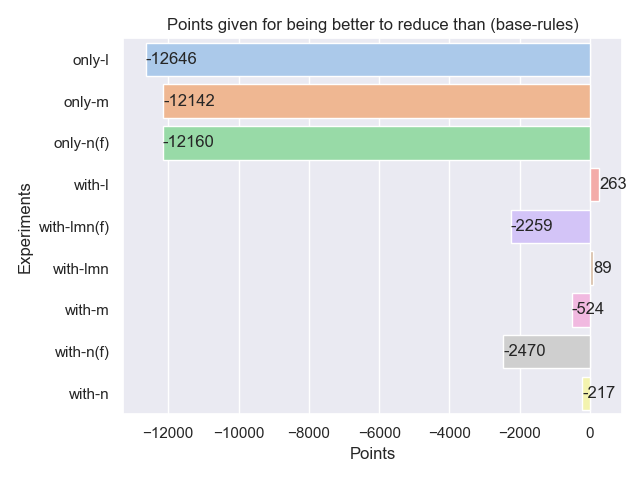 Points given for being better to reduce than (base-rules)
only-l
-12646
only-m
-12142
only-n(f)
-12160
with-l
263
with-lmn(f)
-2259
with-lmn
89
with-m
-524
with-n(f)
-2470
with-n
-217
Experiments
−12000
−10000
−8000
−6000
−4000
−2000
0
Points